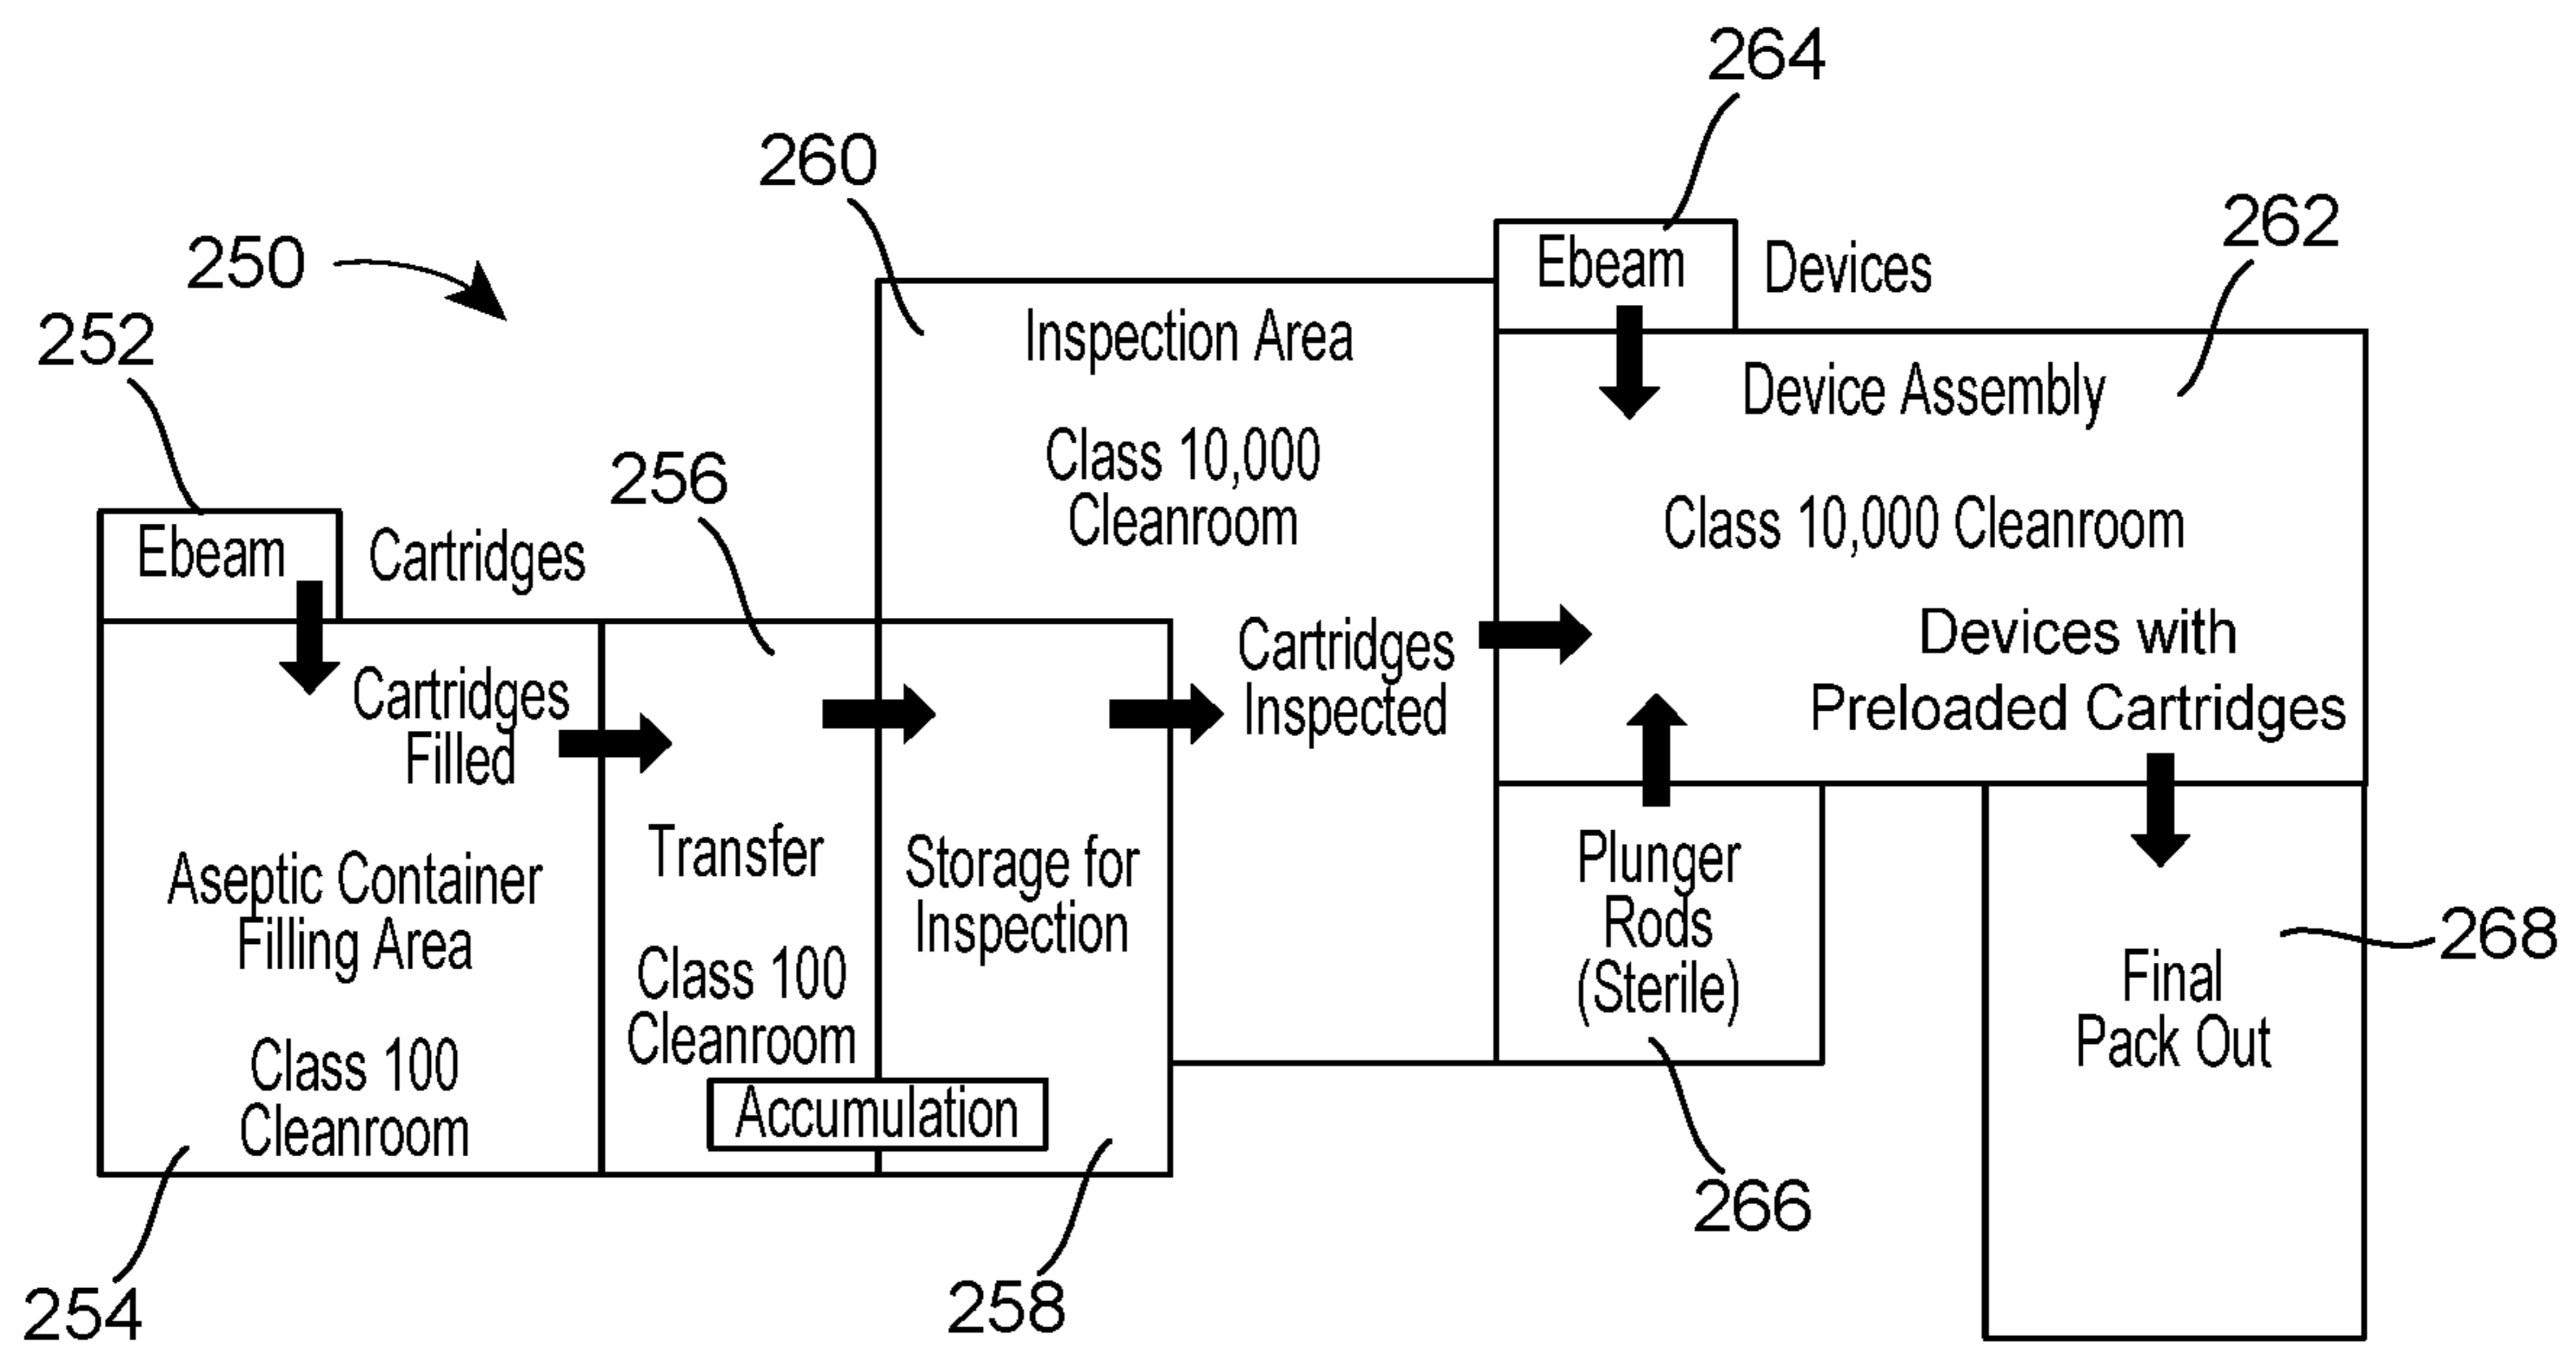 264
260
262
250
Ebeam
Devices
252
Inspection Area
Device Assembly
Class 10,000
Cleanroom
256
Class 10,000 Cleanroom
Ebeam
Cartridges
Cartridges
Filled
Cartridges
Inspected
Devices with
Preloaded Cartridges
Aseptic Container
Filling Area
Class 100
Cleanroom
Transfer
Class 100
Cleanroom
Storage for
Inspection
Accumulation
Plunger
Rods
(Sterile)
Final
Pack Out
268
266
254
258